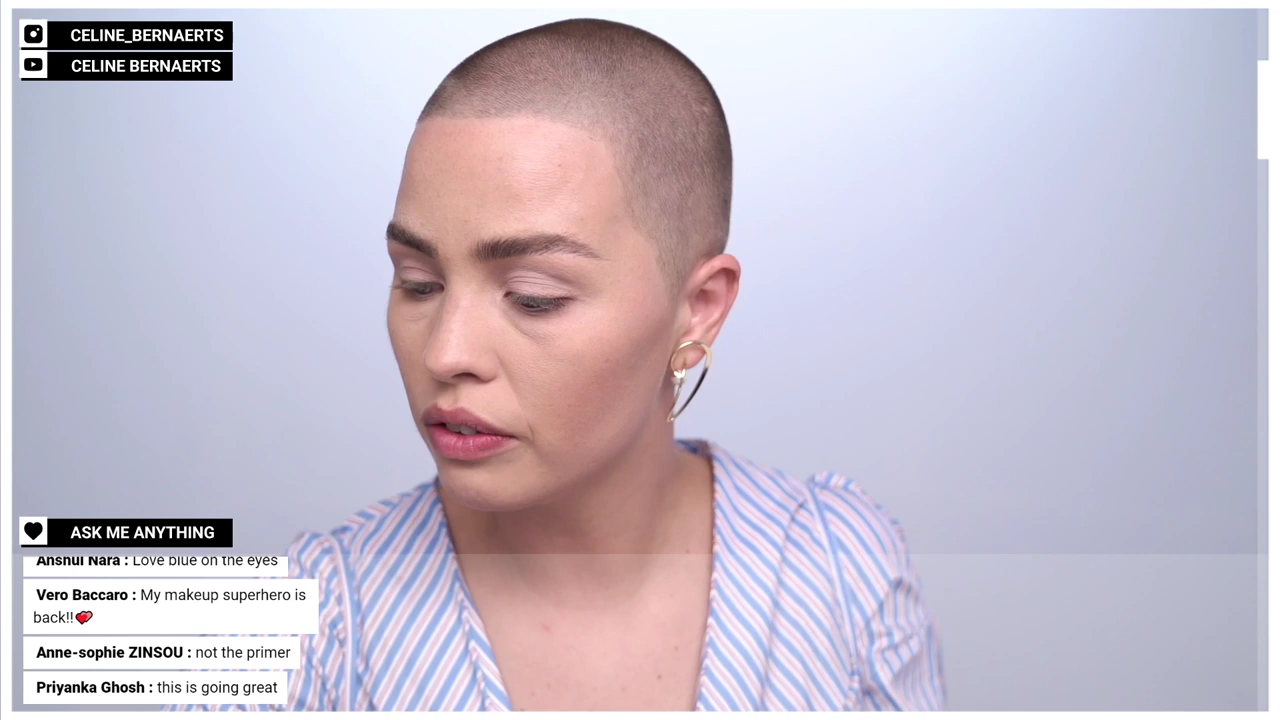 CELINE_BERNAERTS
CELINE BERNAERTS
ASK ME ANYTHING
Anshul Nara : Love blue on the eyes
Vero Baccaro : My makeup superhero is
back!!💕
Anne-sophie ZINSOU : not the primer
Priyanka Ghosh : this is going great